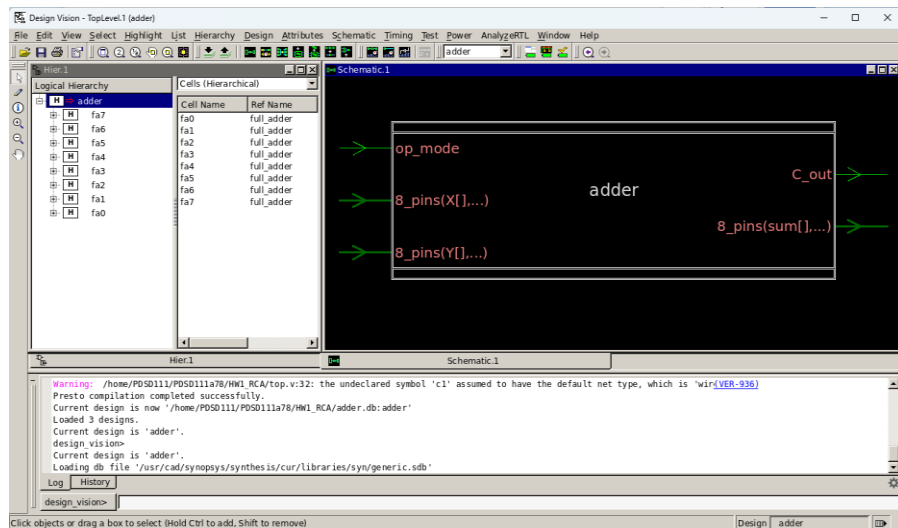 Design Vision - TopLevel.1 (adder)
File Edit View Select Highlight List Hierarchy Design Attributes Schematic Timing Test Power AnalyzeRTL Window Help
adder
Hier.1
Logical Hierarchy
H adder
H fa7
H fa6
H fa5
H fa4
H fa3
H fa2
H fa1
H fa0
Cells (Hierarchical)
Cell Name Ref Name
fa0 full_adder
fa1 full_adder
fa2 full_adder
fa3 full_adder
fa4 full_adder
fa5 full_adder
fa6 full_adder
fa7 full_adder
Schematic.1
op_mode
8_pins(X[],...)
8_pins(Y[],...)
adder
C_out
8_pins(sum[],...)
Hier.1
Schematic.1
Warning: /home/PDSD111/PDSD111a78/HW1_RCA/top.v:32: the undeclared symbol 'c1' assumed to have the default net type, which is 'wir(VER-936)
Presto compilation completed successfully.
Current design is now '/home/PDSD111/PDSD111a78/HW1_RCA/adder.db:adder'
Loaded 3 designs.
Current design is 'adder'.
design_vision>
Current design is 'adder'.
Loading db file '/usr/cad/synopsys/synthesis/cur/libraries/syn/generic.sdb'
Log History
design_vision>
Click objects or drag a box to select (Hold Ctrl to add, Shift to remove)
Design adder